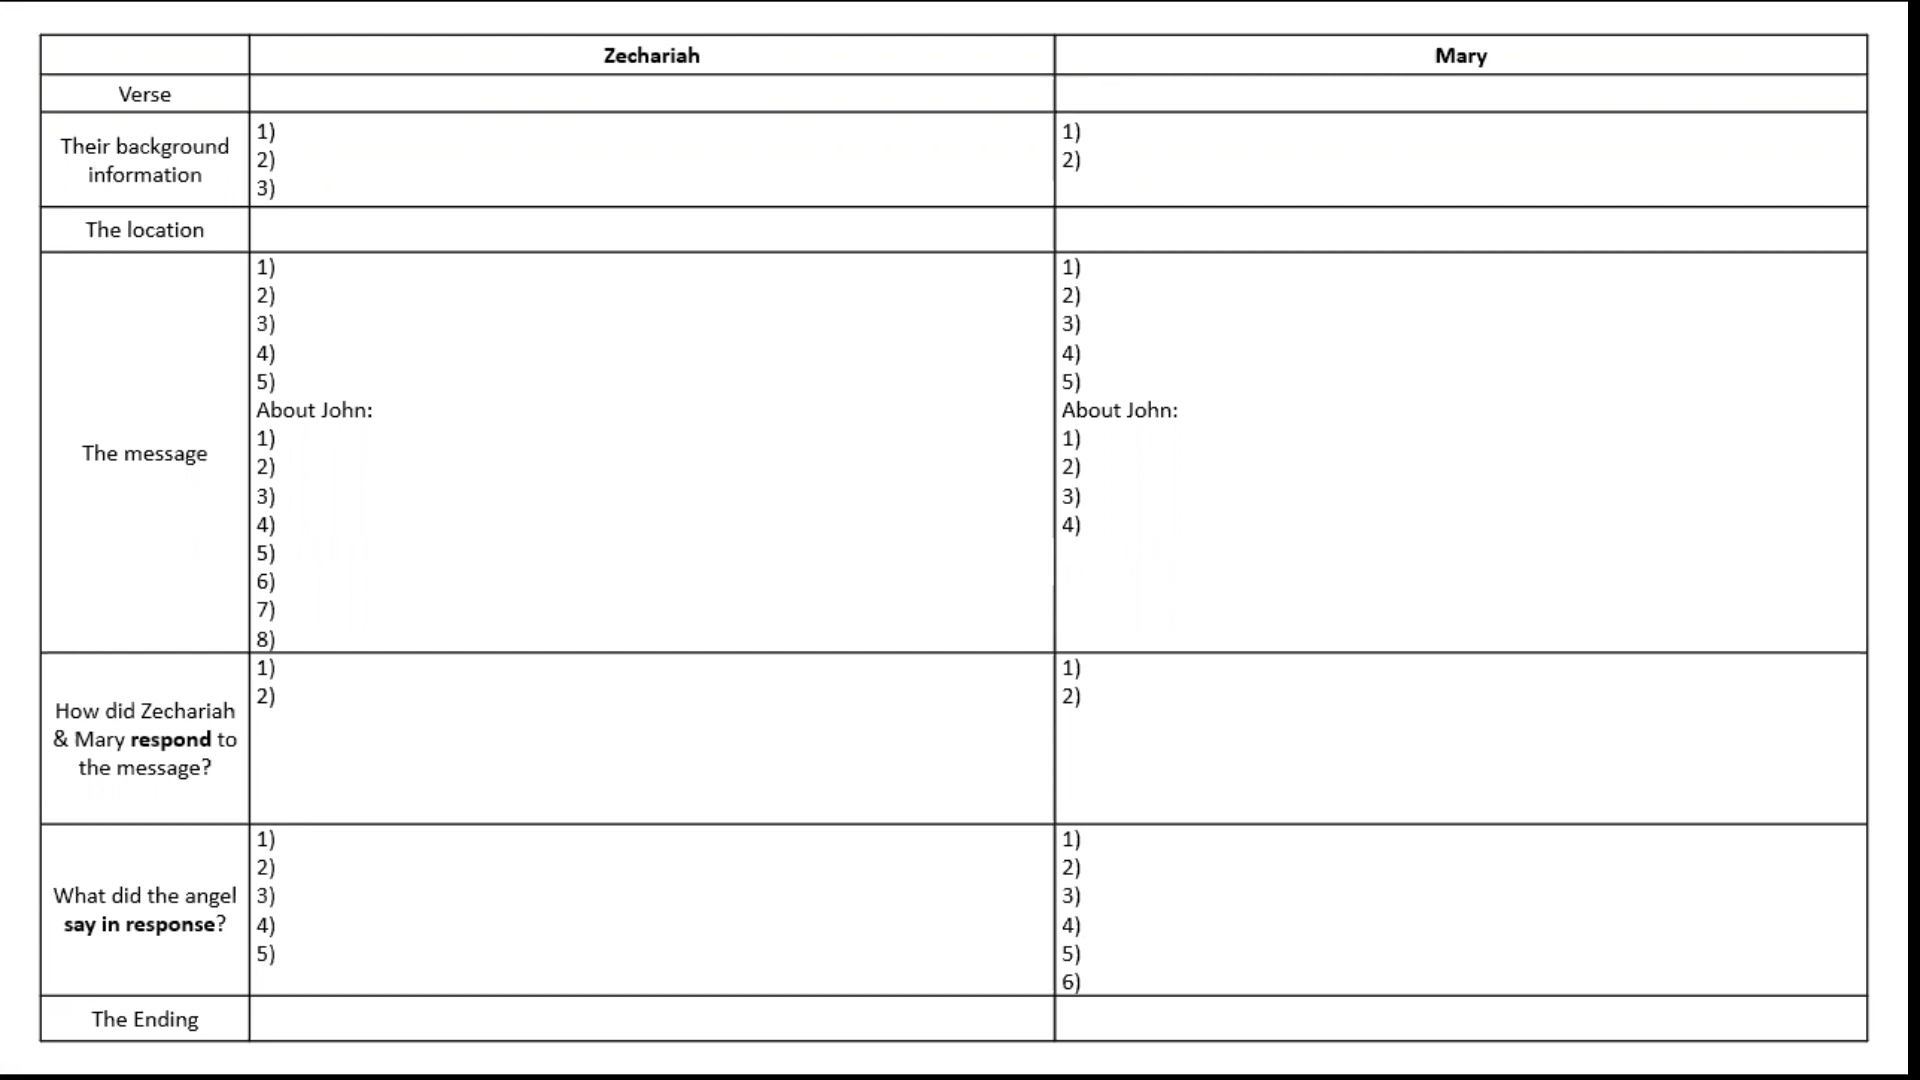 Zechariah
Mary
Verse
Their background
information
1)
2)
3)
1)
2)
The location
The message
1)
2)
3)
4)
5)
About John:
1)
2)
3)
4)
5)
6)
7)
8)
1)
2)
3)
4)
5)
About John:
1)
2)
3)
4)
How did Zechariah
& Mary respond to
the message?
1)
2)
1)
2)
What did the angel
say in response?
1)
2)
3)
4)
5)
1)
2)
3)
4)
5)
6)
The Ending